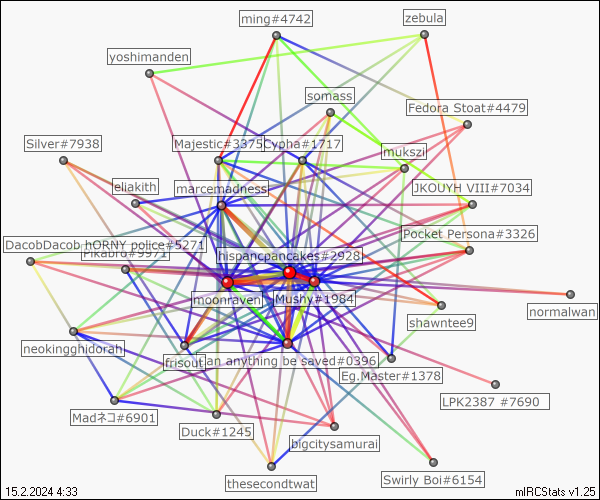 ming#4742
zebula
yoshimanden
somass
Fedora Stoat#4479
Silver#7938
Majestic#3375
Cypha#1717
mukszi
eliakith
marcemadness
JKOUYH VIII#7034
DacobDacob hORNY police#5271
Pikabro#9971
hispancpancakes#2928
Pocket Persona#3326
moonraven
Mushy#1984
normalwan
shawntee9
neokingghidorah
frisout
an anything be saved#0396
Eg.Master#1378
LPK2387 #7690
Madネコ#6901
Duck#1245
bigcitysamurai
thesecondtwat
Swirly Boi#6154
15.2.2024 4:33
mIRCStats v1.25